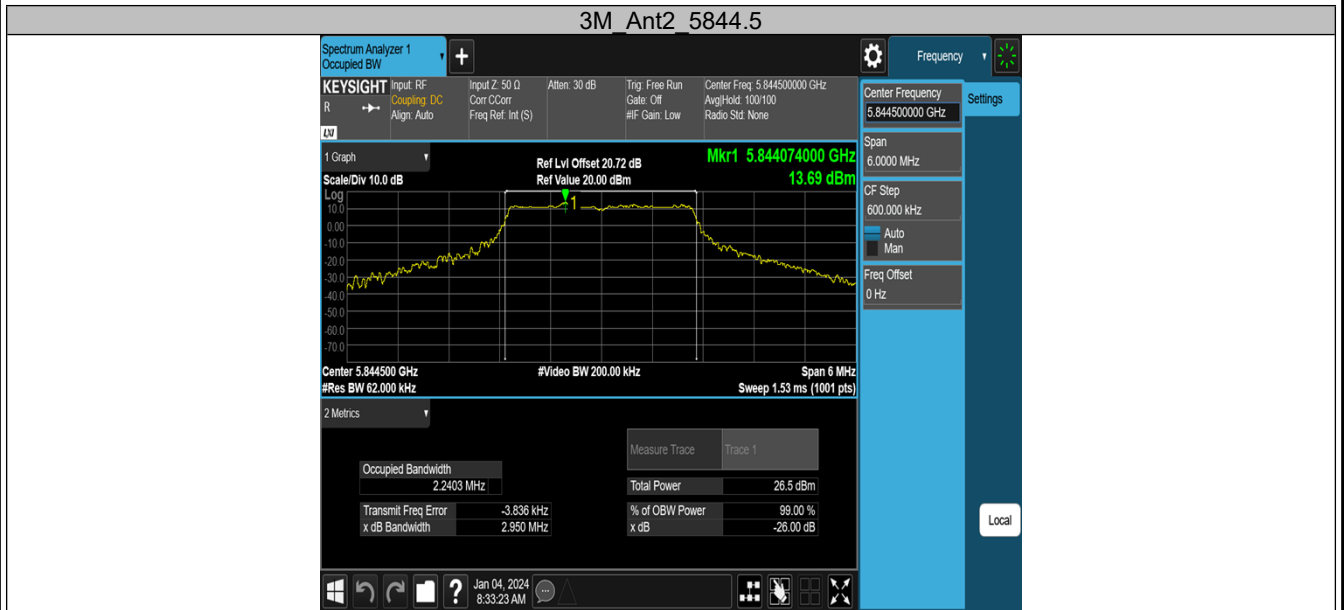 3M_Ant2_5844.5
Spectrum Analyzer 1
Occupied BW
+
Frequency
KEYSIGHT
R
LXI
Input: RF
Coupling: DC
Align: Auto
Input Z: 50 Ω
Corr CCorr
Freq Ref: Int (S)
Atten: 30 dB
Trig: Free Run
Gate: Off
#IF Gain: Low
Center Freq: 5.844500000 GHz
Avg|Hold: 100/100
Radio Std: None
Center Frequency
5.844500000 GHz
Settings
Span
6.0000 MHz
CF Step
600.000 kHz
Auto
Man
Freq Offset
0 Hz
1 Graph
Scale/Div 10.0 dB
Ref Lvl Offset 20.72 dB
Ref Value 20.00 dBm
Mkr1 5.844074000 GHz
13.69 dBm
Log
10.0
0.00
-10.0
-20.0
-30.0
-40.0
-50.0
-60.0
-70.0
1
Center 5.844500 GHz
#Res BW 62.000 kHz
#Video BW 200.00 kHz
Span 6 MHz
Sweep 1.53 ms (1001 pts)
2 Metrics
Measure Trace
Trace 1
Occupied Bandwidth
2.2403 MHz
Total Power
26.5 dBm
Transmit Freq Error
-3.836 kHz
% of OBW Power
99.00 %
x dB Bandwidth
2.950 MHz
x dB
-26.00 dB
Local
?
Jan 04, 2024
8:33:23 AM